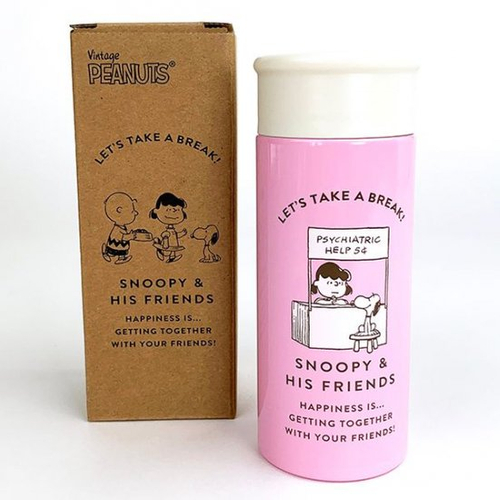 Vintage
PEANUTS®
LET'S TAKE A BREAK!
SNOOPY &
HIS FRIENDS
HAPPINESS IS...
GETTING TOGETHER
WITH YOUR FRIENDS!
LET'S TAKE A BREAK!
PSYCHIATRIC
HELP 5¢
SNOOPY &
HIS FRIENDS
HAPPINESS IS...
GETTING TOGETHER
WITH YOUR FRIENDS!